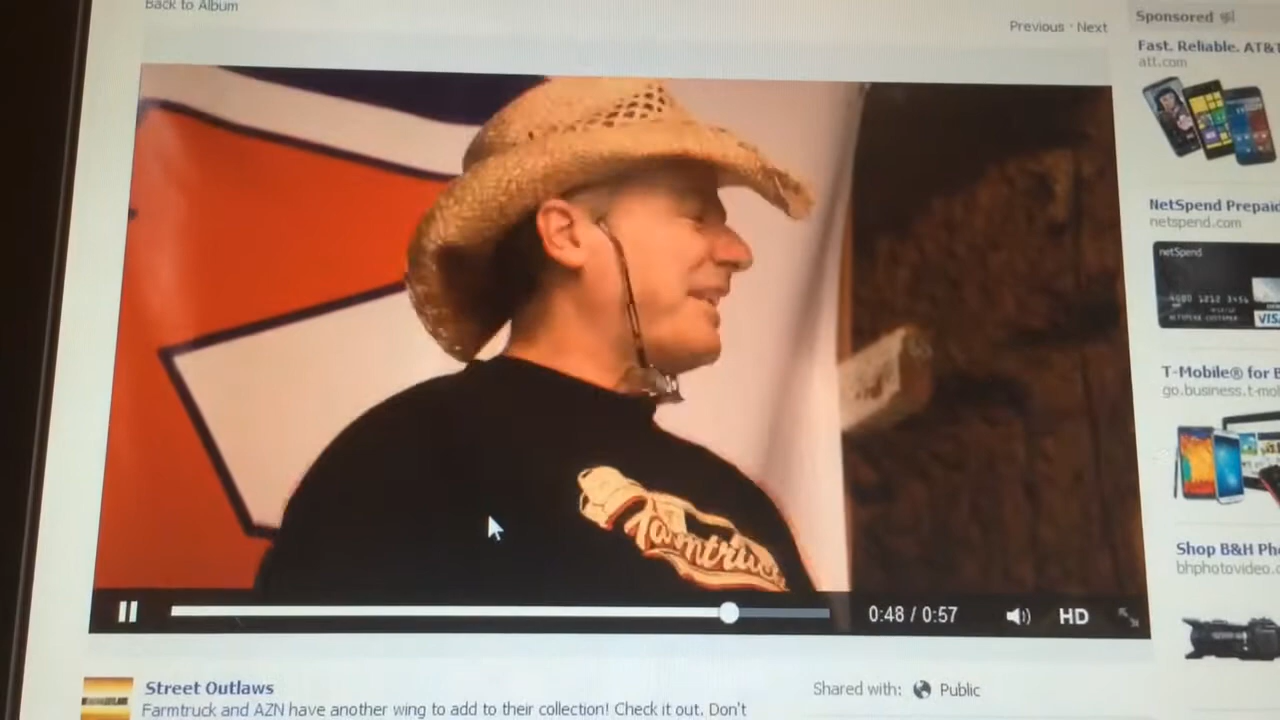 Back to Album
Previous · Next
Sponsored
Fast. Reliable. AT&T
att.com
NetSpend Prepaid
netspend.com
netSpend
VISA
T-Mobile® for B
go.business.t-mob
Shop B&H Pho
bhphotovideo.c
Farmtruck
0:48 / 0:57
HD
Street Outlaws
Shared with: Public
Farmtruck and AZN have another wing to add to their collection! Check it out. Don't